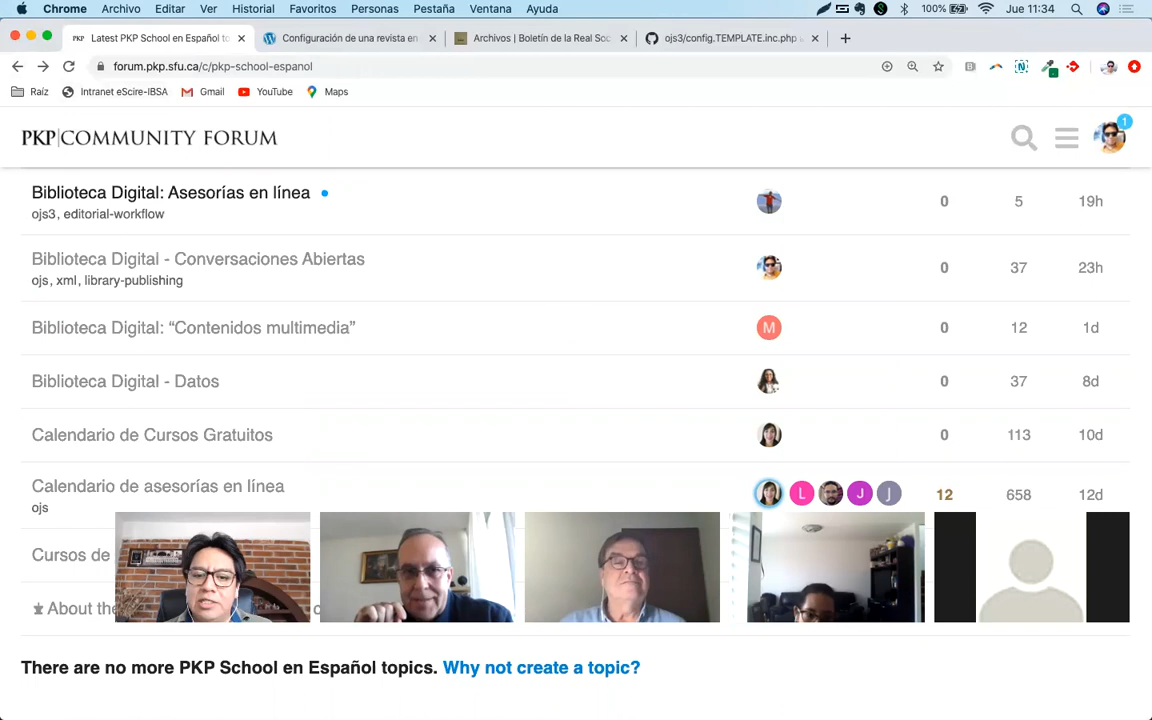 Chrome Archivo Editar Ver Historial Favoritos Personas Pestaña Ventana Ayuda 100% Jue 11:34
PKP Latest PKP School en Español to Configuración de una revista en Archivos | Boletín de la Real Soc ojs3/config.TEMPLATE.inc.php
forum.pkp.sfu.ca/c/pkp-school-espanol
Raíz Intranet eScire-IBSA Gmail YouTube Maps
PKP|COMMUNITY FORUM 1
Biblioteca Digital: Asesorías en línea 0 5 19h
ojs3, editorial-workflow
Biblioteca Digital - Conversaciones Abiertas 0 37 23h
ojs, xml, library-publishing
Biblioteca Digital: “Contenidos multimedia” M 0 12 1d
Biblioteca Digital - Datos 0 37 8d
Calendario de Cursos Gratuitos 0 113 10d
Calendario de asesorías en línea L J J 12 658 12d
ojs
Cursos de
About the
There are no more PKP School en Español topics. Why not create a topic?